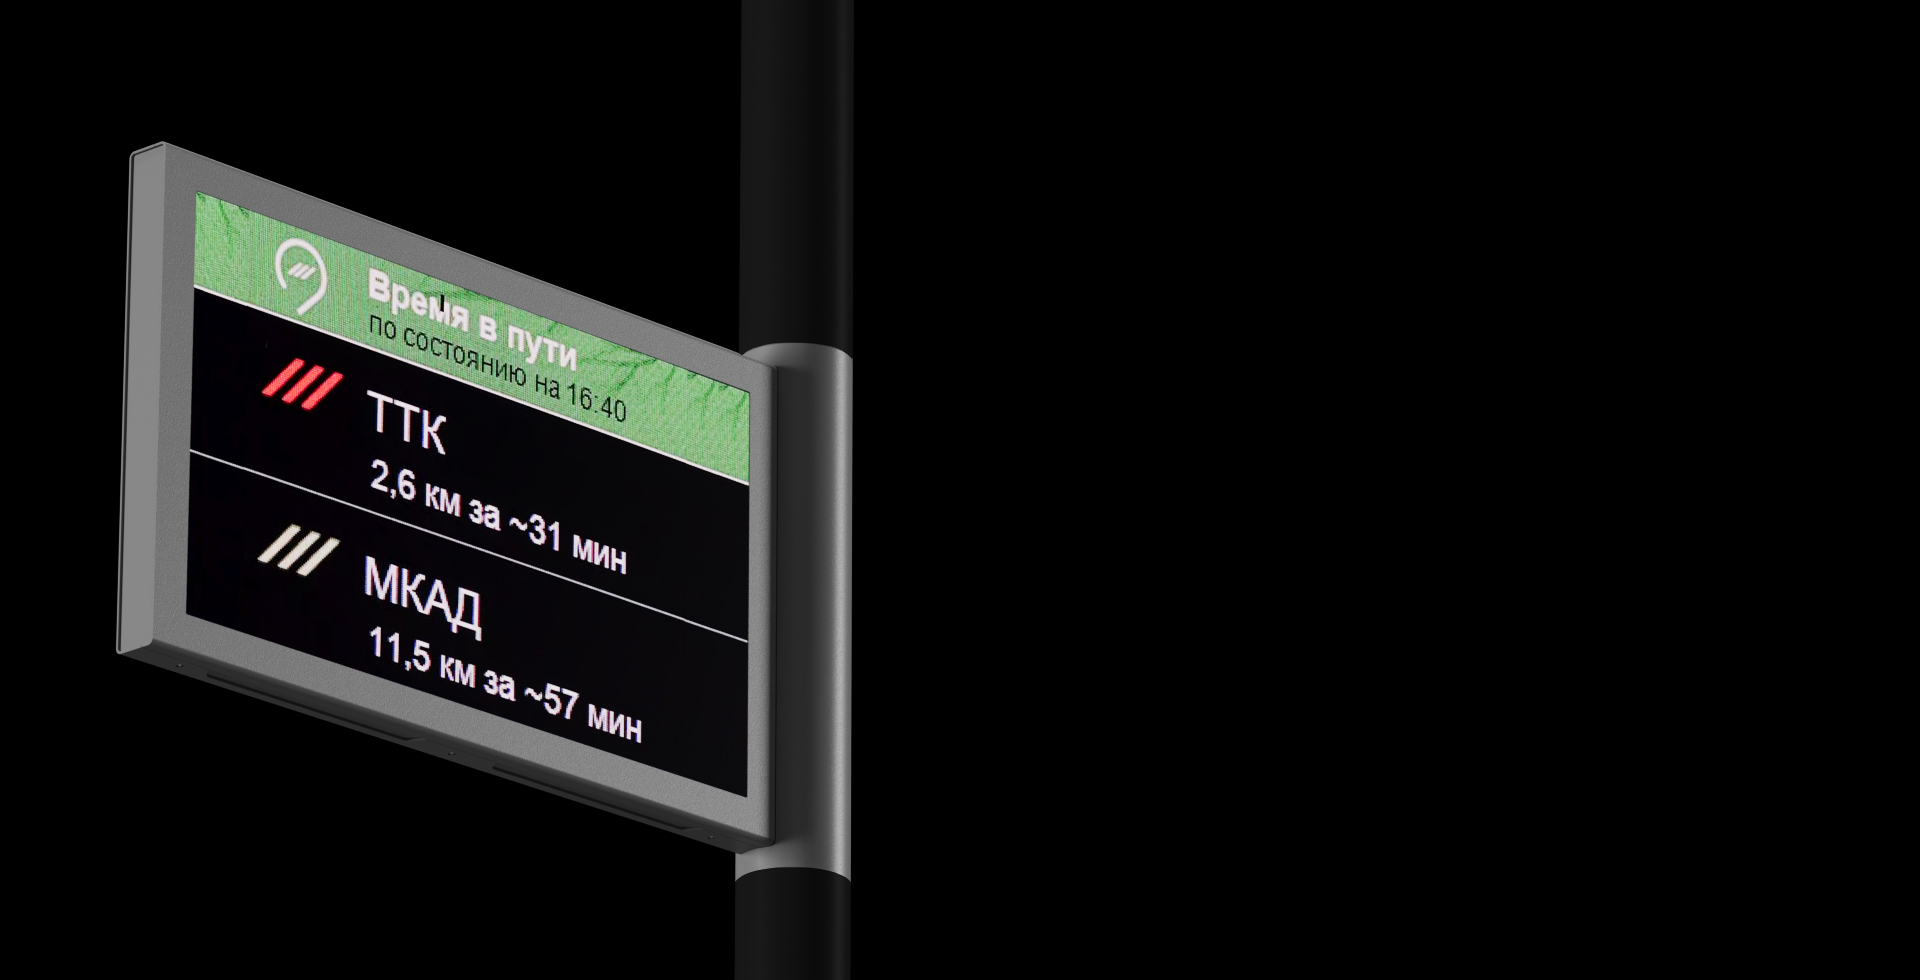 Время в пути
по состоянию на 16:40
ТТК
2,6 км за ~31 мин
МКАД
11,5 км за ~57 мин